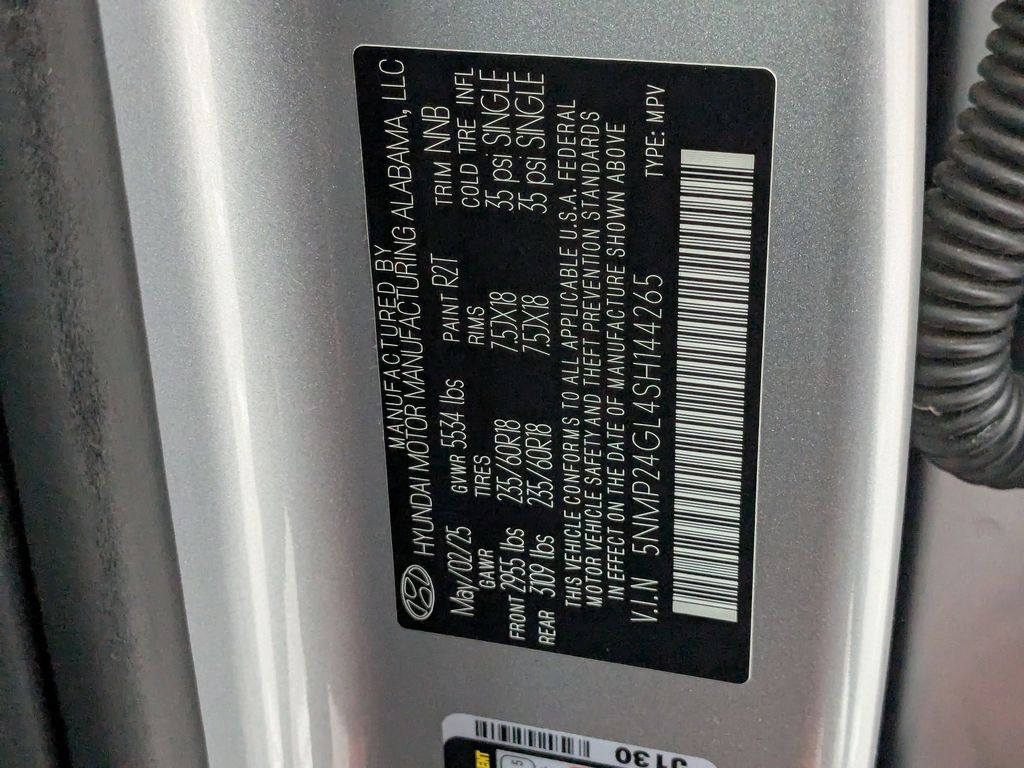 MANUFACTURED BY
HYUNDAI MOTOR MANUFACTURING ALABAMA, LLC
May/02/25 GVWR 5534 lbs PAINT R2T TRIM NNB
GAWR TIRES RIMS COLD TIRE INFL
FRONT 2955 lbs 235/60R18 7.5JX18 35 psi SINGLE
REAR 3109 lbs 235/60R18 7.5JX18 35 psi SINGLE
THIS VEHICLE CONFORMS TO ALL APPLICABLE U.S.A. FEDERAL
MOTOR VEHICLE SAFETY AND THEFT PREVENTION STANDARDS
IN EFFECT ON THE DATE OF MANUFACTURE SHOWN ABOVE
V.I.N 5NMP24GL4SH144265 TYPE: MPV
J130